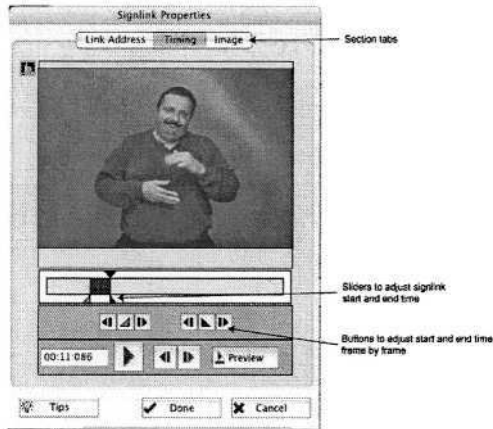 Signlink Properties
Link Address Timing Image
Section tabs
Sliders to adjust signlink
start and end time
Buttons to adjust start and end time
frame by frame
00:11:086
Preview
Tips Done Cancel